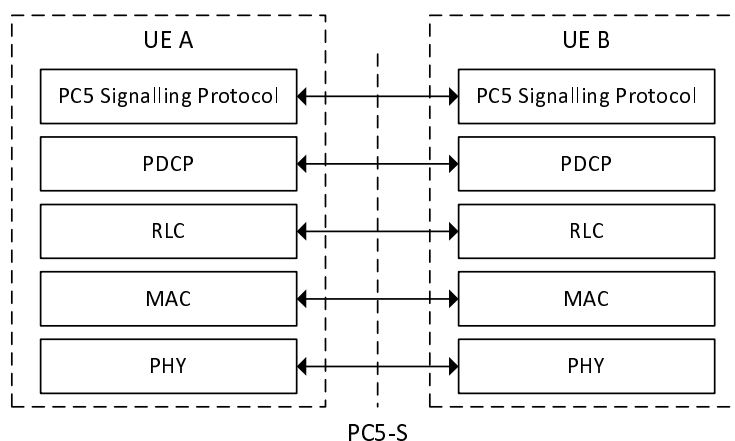 UE A
UE B
PC5 Signalling Protocol
PC5 Signalling Protocol
PDCP
PDCP
RLC
RLC
MAC
MAC
PHY
PHY
PC5-S